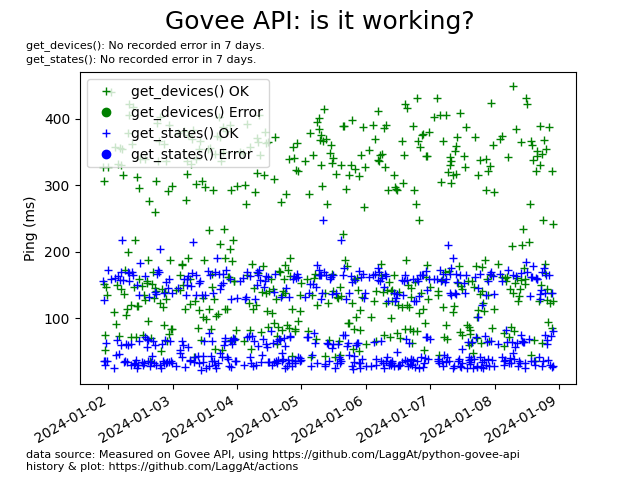 Govee API: is it working?
get_devices(): No recorded error in 7 days.
get_states(): No recorded error in 7 days.
get_devices() OK
get_devices() Error
get_states() OK
get_states() Error
Ping (ms)
400
300
200
100
2024-01-02
2024-01-03
2024-01-04
2024-01-05
2024-01-06
2024-01-07
2024-01-08
2024-01-09
data source: Measured on Govee API, using https://github.com/LaggAt/python-govee-api
history & plot: https://github.com/LaggAt/actions